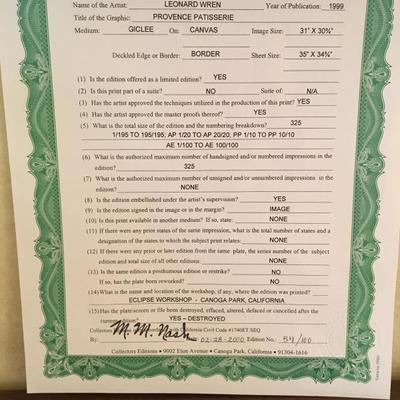 Name of the Artist: LEONARD WREN Year of Publication: 1999
Title of the Graphic: PROVENCE PATISSERIE
Medium: GICLEE On: CANVAS Image Size: 31" X 30¾"
Deckled Edge or Border: BORDER Sheet Size: 35" X 34¾"
(1) Is the edition offered as a limited edition? YES
(2) Is this print part of a suite? NO Suite of: N/A
(3) Has the artist approved the techniques utilized in the production of this print? YES
(4) Has the artist approved the master proofs thereof? YES
(5) What is the total size of the edition and the numbering breakdown? 325
1/195 TO 195/195; AP 1/20 TO AP 20/20, PP 1/10 TO PP 10/10
AE 1/100 TO AE 100/100
(6) What is the authorized maximum number of handsigned and/or numbered impressions in the
edition? 325
(7) What is the authorized maximum number of unsigned and/or unnumbered impressions in the
edition? NONE
(8) Is the edition embellished under the artist's supervision? YES
(9) Is the edition signed in the image or in the margin? IMAGE
(10) Is this print available in another medium? If so, state: NONE
(11) If there were any prior states of the same impression, what is the total number of states and a
designation of the states to which the subject print relates: NONE
(12) If there were any prior or later edition from the same plate, the series number of the subject
edition and total size of all other editions: NONE
(13) Is the edition a posthumous edition or restrike? NO
If so, has the plate been reworked? NO
(14) What is the name and location of the workshop, if any, where the edition was printed?
ECLIPSE WORKSHOP - CANOGA PARK, CALIFORNIA
(15) Has the plate/screen or file been destroyed, effaced, altered, defaced or cancelled after the
current edition? YES - DESTROYED
Collectors with California Civil Code #1740ET.SEQ
By: M. M. Nash 02-28-2000 Edition No.: 54/100
Collectors Editions • 9002 Eton Avenue • Canoga Park, California • 91304-1616